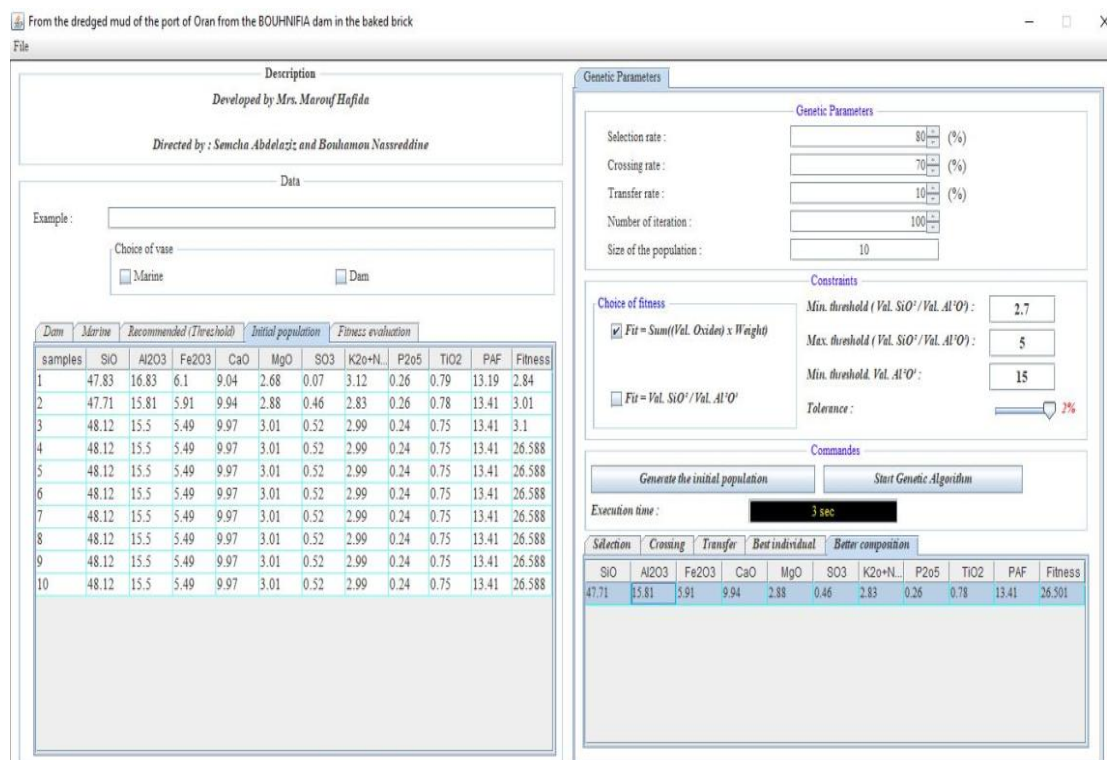 From the dredged mud of the port of Oran from the BOUHNIFIA dam in the baked brick
File
Description
Developed by Mrs. Marouf Hafida
Directed by : Semcha Abdelaziz and Bouhamou Nassreddine
Data
Example :
Choice of vase
Marine Dam
Dam Marine Recommended (Threshold) Initial population Fitness evaluation
samples SiO Al2O3 Fe2O3 CaO MgO SO3 K2o+N... P2o5 TiO2 PAF Fitness
1 47.83 16.83 6.1 9.04 2.68 0.07 3.12 0.26 0.79 13.19 2.84
2 47.71 15.81 5.91 9.94 2.88 0.46 2.83 0.26 0.78 13.41 3.01
3 48.12 15.5 5.49 9.97 3.01 0.52 2.99 0.24 0.75 13.41 3.1
4 48.12 15.5 5.49 9.97 3.01 0.52 2.99 0.24 0.75 13.41 26.588
5 48.12 15.5 5.49 9.97 3.01 0.52 2.99 0.24 0.75 13.41 26.588
6 48.12 15.5 5.49 9.97 3.01 0.52 2.99 0.24 0.75 13.41 26.588
7 48.12 15.5 5.49 9.97 3.01 0.52 2.99 0.24 0.75 13.41 26.588
8 48.12 15.5 5.49 9.97 3.01 0.52 2.99 0.24 0.75 13.41 26.588
9 48.12 15.5 5.49 9.97 3.01 0.52 2.99 0.24 0.75 13.41 26.588
10 48.12 15.5 5.49 9.97 3.01 0.52 2.99 0.24 0.75 13.41 26.588
Genetic Parameters
Genetic Parameters
Selection rate : 80 (%)
Crossing rate : 70 (%)
Transfer rate : 10 (%)
Number of iteration : 100
Size of the population : 10
Constraints
Choice of fitness
Fit = Sum((Val. Oxides) x Weight)
Fit = Val. SiO²/Val. Al²O³
Min. threshold ( Val. SiO²/Val. Al²O³) : 2.7
Max. threshold ( Val. SiO²/Val. Al²O³) : 5
Min. threshold. Val. Al²O³ : 15
Tolerance : 2%
Commandes
Generate the initial population Start Genetic Algorithm
Execution time : 3 sec
Sélection Crossing Transfer Best individual Better composition
SiO Al2O3 Fe2O3 CaO MgO SO3 K2o+N... P2o5 TiO2 PAF Fitness
47.71 15.81 5.91 9.94 2.88 0.46 2.83 0.26 0.78 13.41 26.501